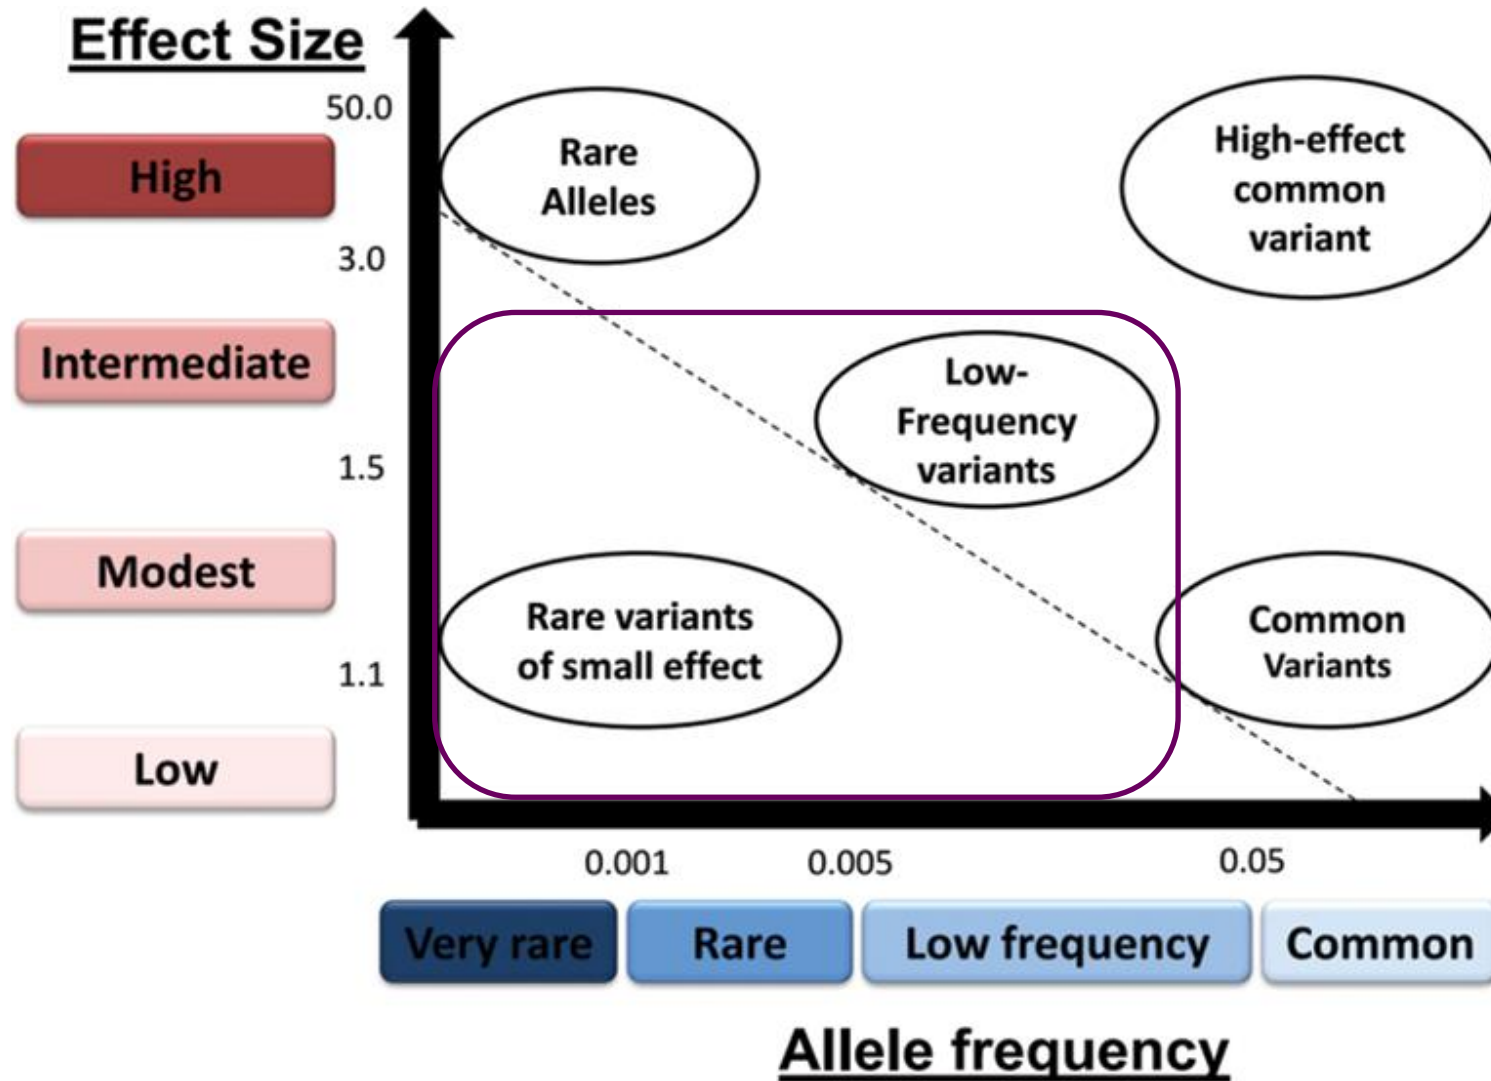 Effect Size
50.0
High
3.0
Intermediate
1.5
Modest
1.1
Low
Rare
Alleles
High-effect
common
variant
Low-
Frequency
variants
Rare variants
of small effect
Common
Variants
0.001
0.005
0.05
Very rare
Rare
Low frequency
Common
Allele frequency